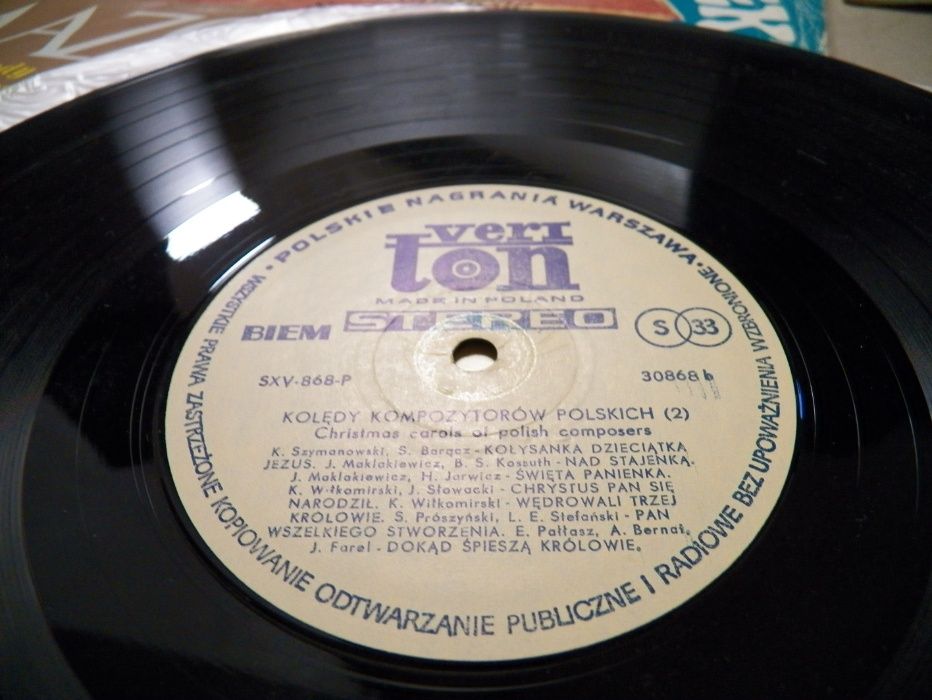 AZ
• POLSKIE NAGRANIA WARSZAWA •
veri
ton
MADE IN POLAND
BIEM STEREO S 33
SXV-868-P 30868 b
KOLĘDY KOMPOZYTORÓW POLSKICH (2)
Christmas carols of polish composers
K. Szymanowski, S. Barącz - KOŁYSANKA DZIECIĄTKA
JEZUS. J. Maklakiewicz, B. S. Kossuth - NAD STAJENKĄ.
J. Maklakiewicz, H. Jarwicz - ŚWIĘTA PANIENKA.
K. Wiłkomirski, J. Słowacki - CHRYSTUS PAN SIĘ
NARODZIŁ. K. Wiłkomirski - WĘDROWALI TRZEJ
KRÓLOWIE. S. Prószyński, L. E. Stefański - PAN
WSZELKIEGO STWORZENIA. E. Pałłasz, A. Bernat,
J. Farel - DOKĄD ŚPIESZĄ KRÓLOWIE.
WSZYSTKIE PRAWA ZASTRZEŻONE KOPIOWANIE ODTWARZANIE PUBLICZNE I RADIOWE BEZ UPOWAŻNIENIA WZBRONIONE